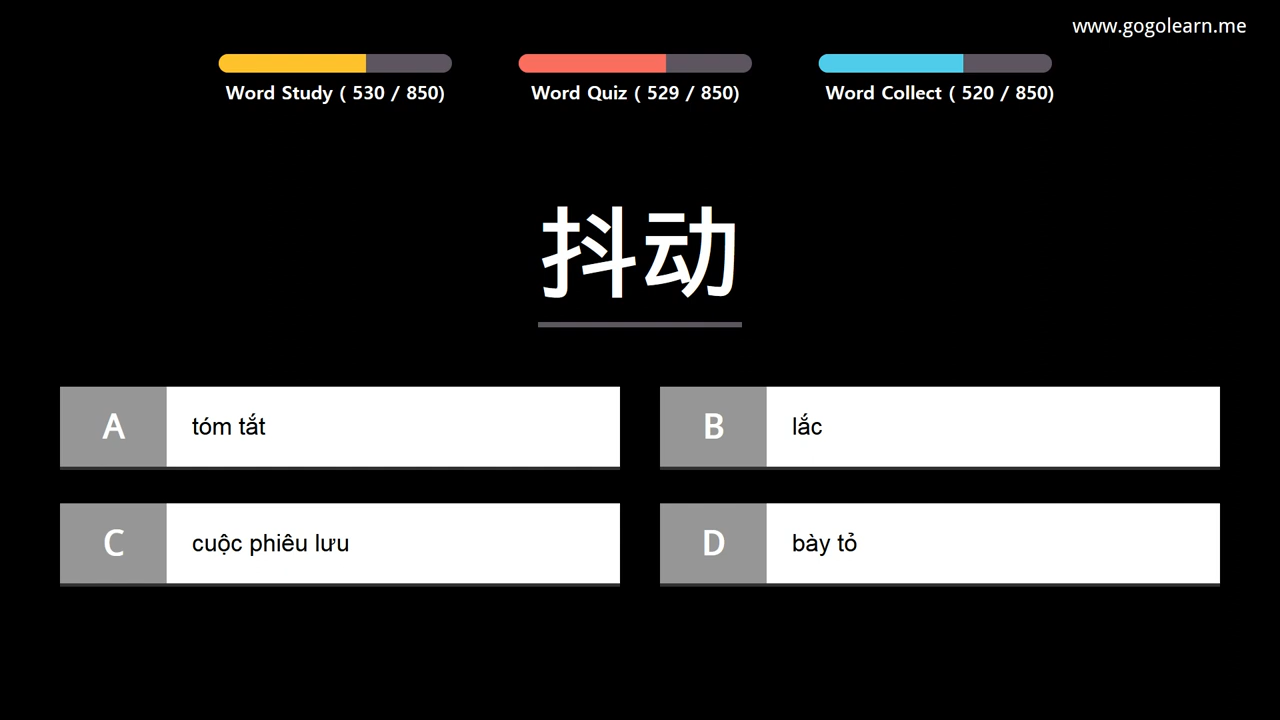 www.gogolearn.me
Word Study ( 530 / 850)
Word Quiz ( 529 / 850)
Word Collect ( 520 / 850)
抖动
A tóm tắt
B lắc
C cuộc phiêu lưu
D bày tỏ